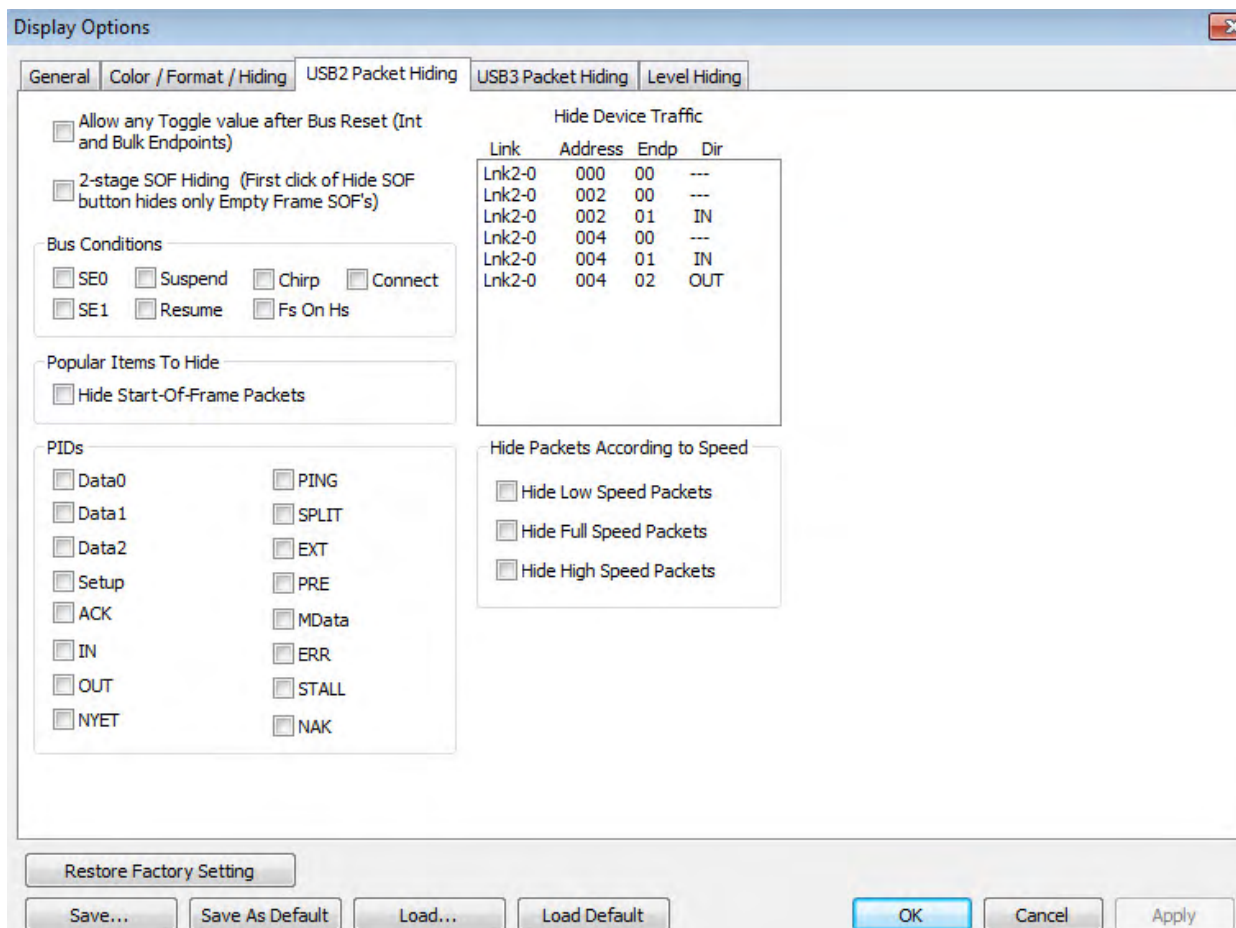 Display Options
General
Color / Format / Hiding
USB2 Packet Hiding
USB3 Packet Hiding
Level Hiding
Allow any Toggle value after Bus Reset (Int
and Bulk Endpoints)
2-stage SOF Hiding (First click of Hide SOF
button hides only Empty Frame SOF's)
Bus Conditions
SE0 Suspend Chirp Connect
SE1 Resume Fs On Hs
Popular Items To Hide
Hide Start-Of-Frame Packets
PIDs
Data0
Data1
Data2
Setup
ACK
IN
OUT
NYET
PING
SPLIT
EXT
PRE
MData
ERR
STALL
NAK
Hide Device Traffic
Link Address Endp Dir
Lnk2-0 000 00 ---
Lnk2-0 002 00 ---
Lnk2-0 002 01 IN
Lnk2-0 004 00 ---
Lnk2-0 004 01 IN
Lnk2-0 004 02 OUT
Hide Packets According to Speed
Hide Low Speed Packets
Hide Full Speed Packets
Hide High Speed Packets
Restore Factory Setting
Save... Save As Default Load... Load Default OK Cancel Apply